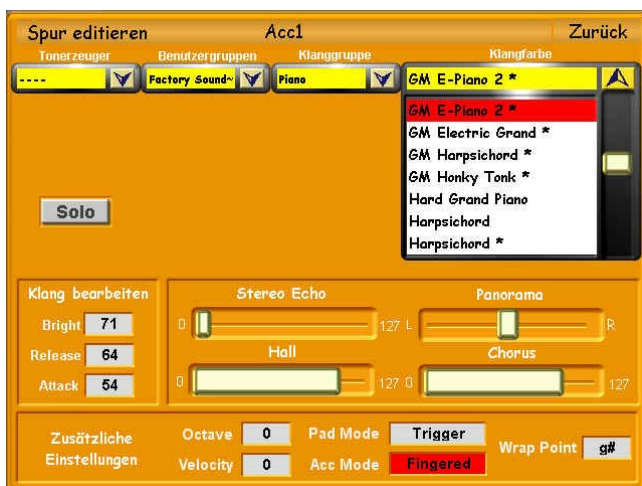 Spur editieren Acc1 Zurück
Tonerzeuger Benutzergruppen Klanggruppe Klangfarbe
---- Factory Sound~ Piano GM E-Piano 2 *
GM E-Piano 2 *
GM Electric Grand *
GM Harpsichord *
GM Honky Tonk *
Hard Grand Piano
Harpsichord
Harpsichord *
Solo
Klang bearbeiten
Bright 71
Release 64
Attack 54
Stereo Echo Panorama
0 127 L R
Hall Chorus
0 127 0 127
Zusätzliche
Einstellungen
Octave 0 Pad Mode Trigger
Velocity 0 Acc Mode Fingered
Wrap Point g#